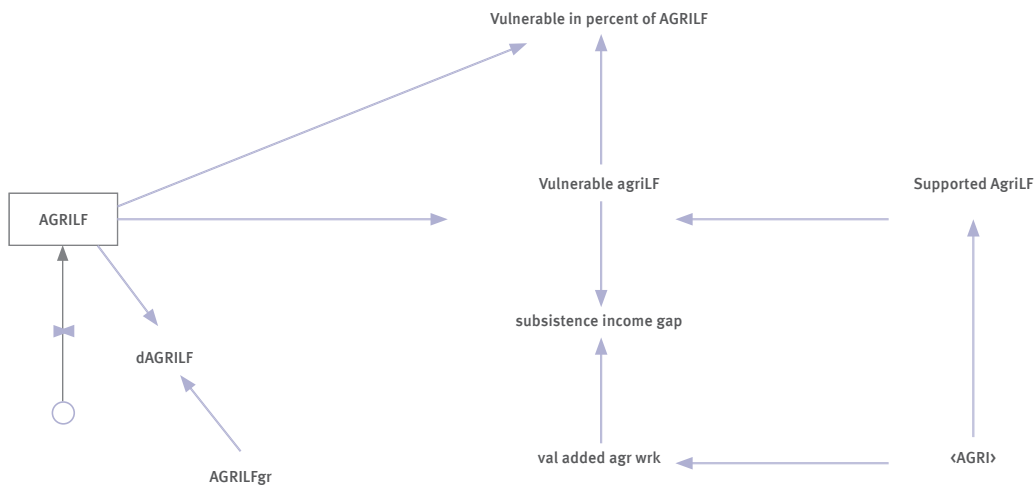 Vulnerable in percent of AGRILF
Vulnerable agriLF
Supported AgriLF
AGRILF
subsistence income gap
dAGRILF
val added agr wrk
<AGRI>
AGRILFgr